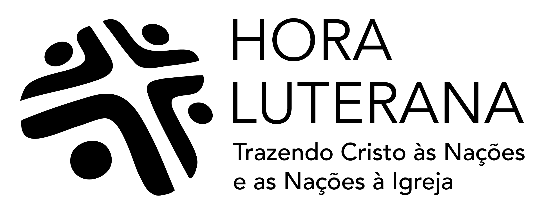 HORA
LUTERANA
Trazendo Cristo às Nações
e as Nações à Igreja